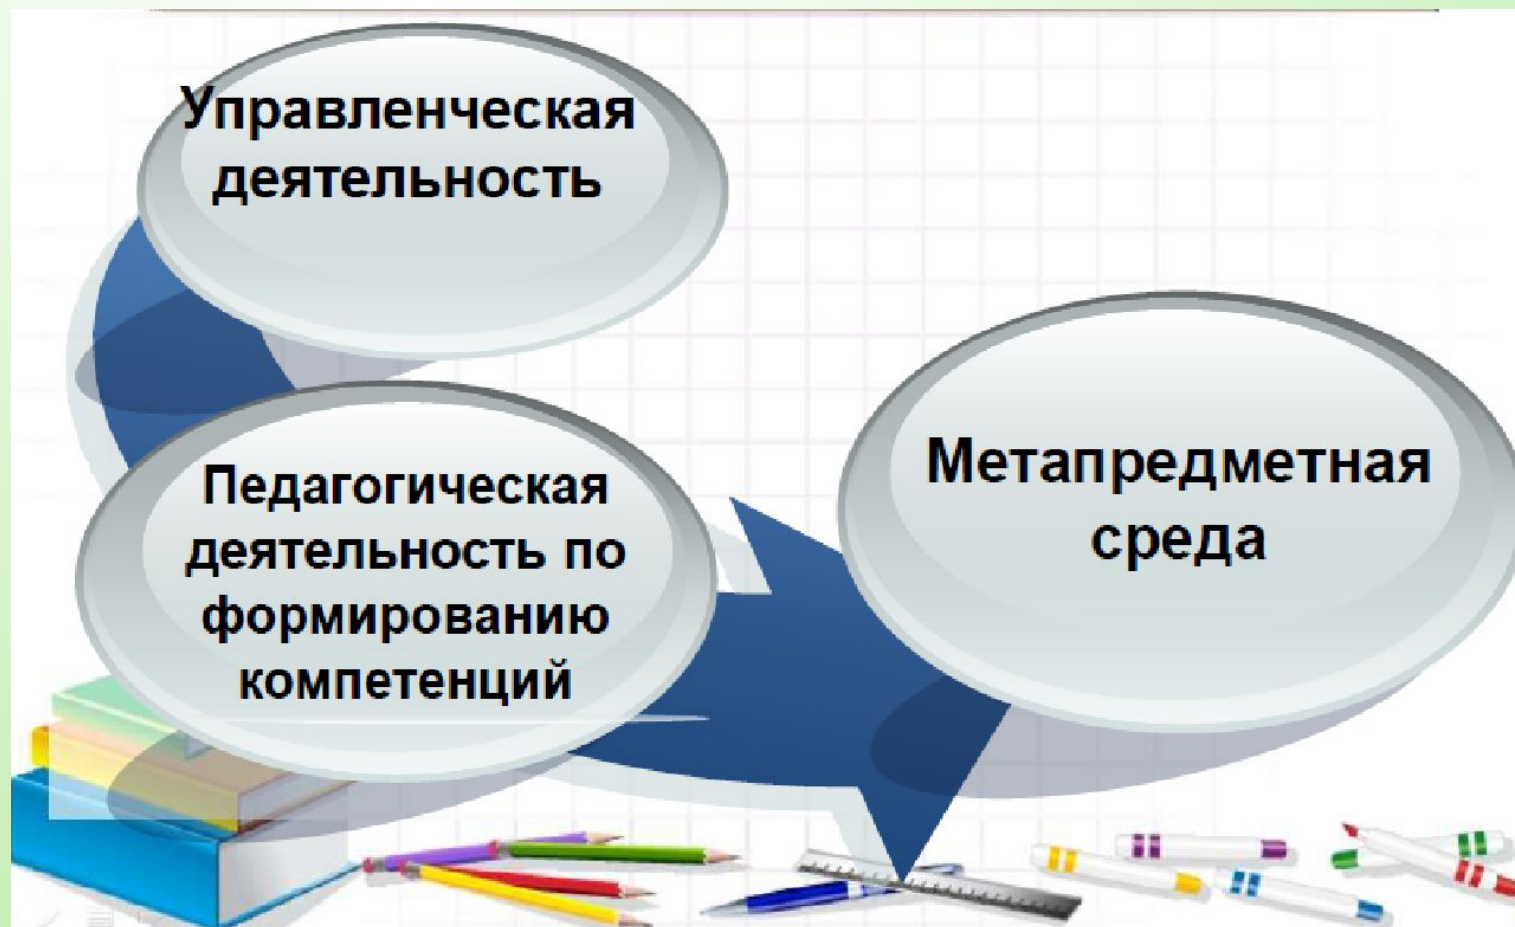 Управленческая
деятельность
Педагогическая
деятельность по
формированию
компетенций
Метапредметная
среда